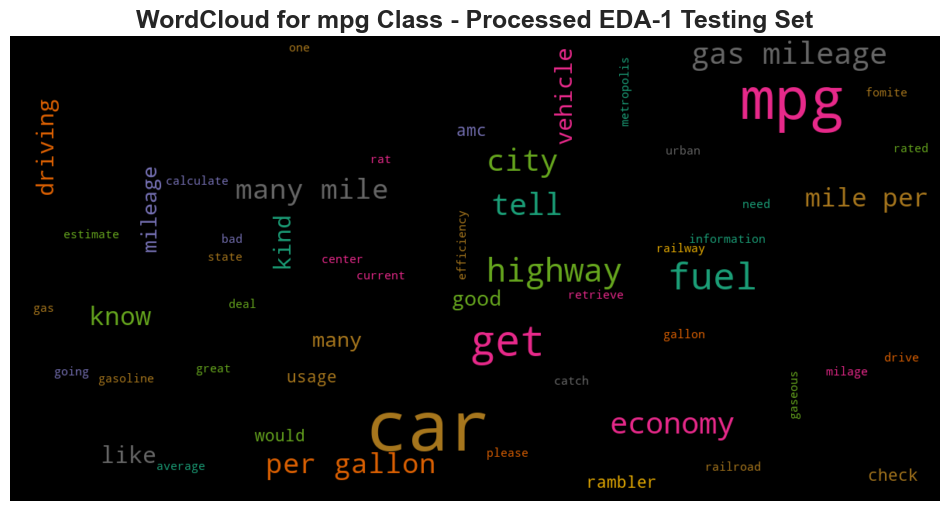 WordCloud for mpg Class - Processed EDA-1 Testing Set
one
gas mileage
vehicle
metropolis
mpg
fomite
driving
amc
rated
city
urban
rat
calculate
many mile
mileage
mile per
tell
need
kind
estimate
bad
information
efficiency
railway
state
center
highway
current
fuel
good
retrieve
deal
gas
know
many
get
gallon
drive
going
gasoline
great
usage
catch
milage
gaseous
car
economy
would
like
average
per gallon
please
railroad
rambler
check